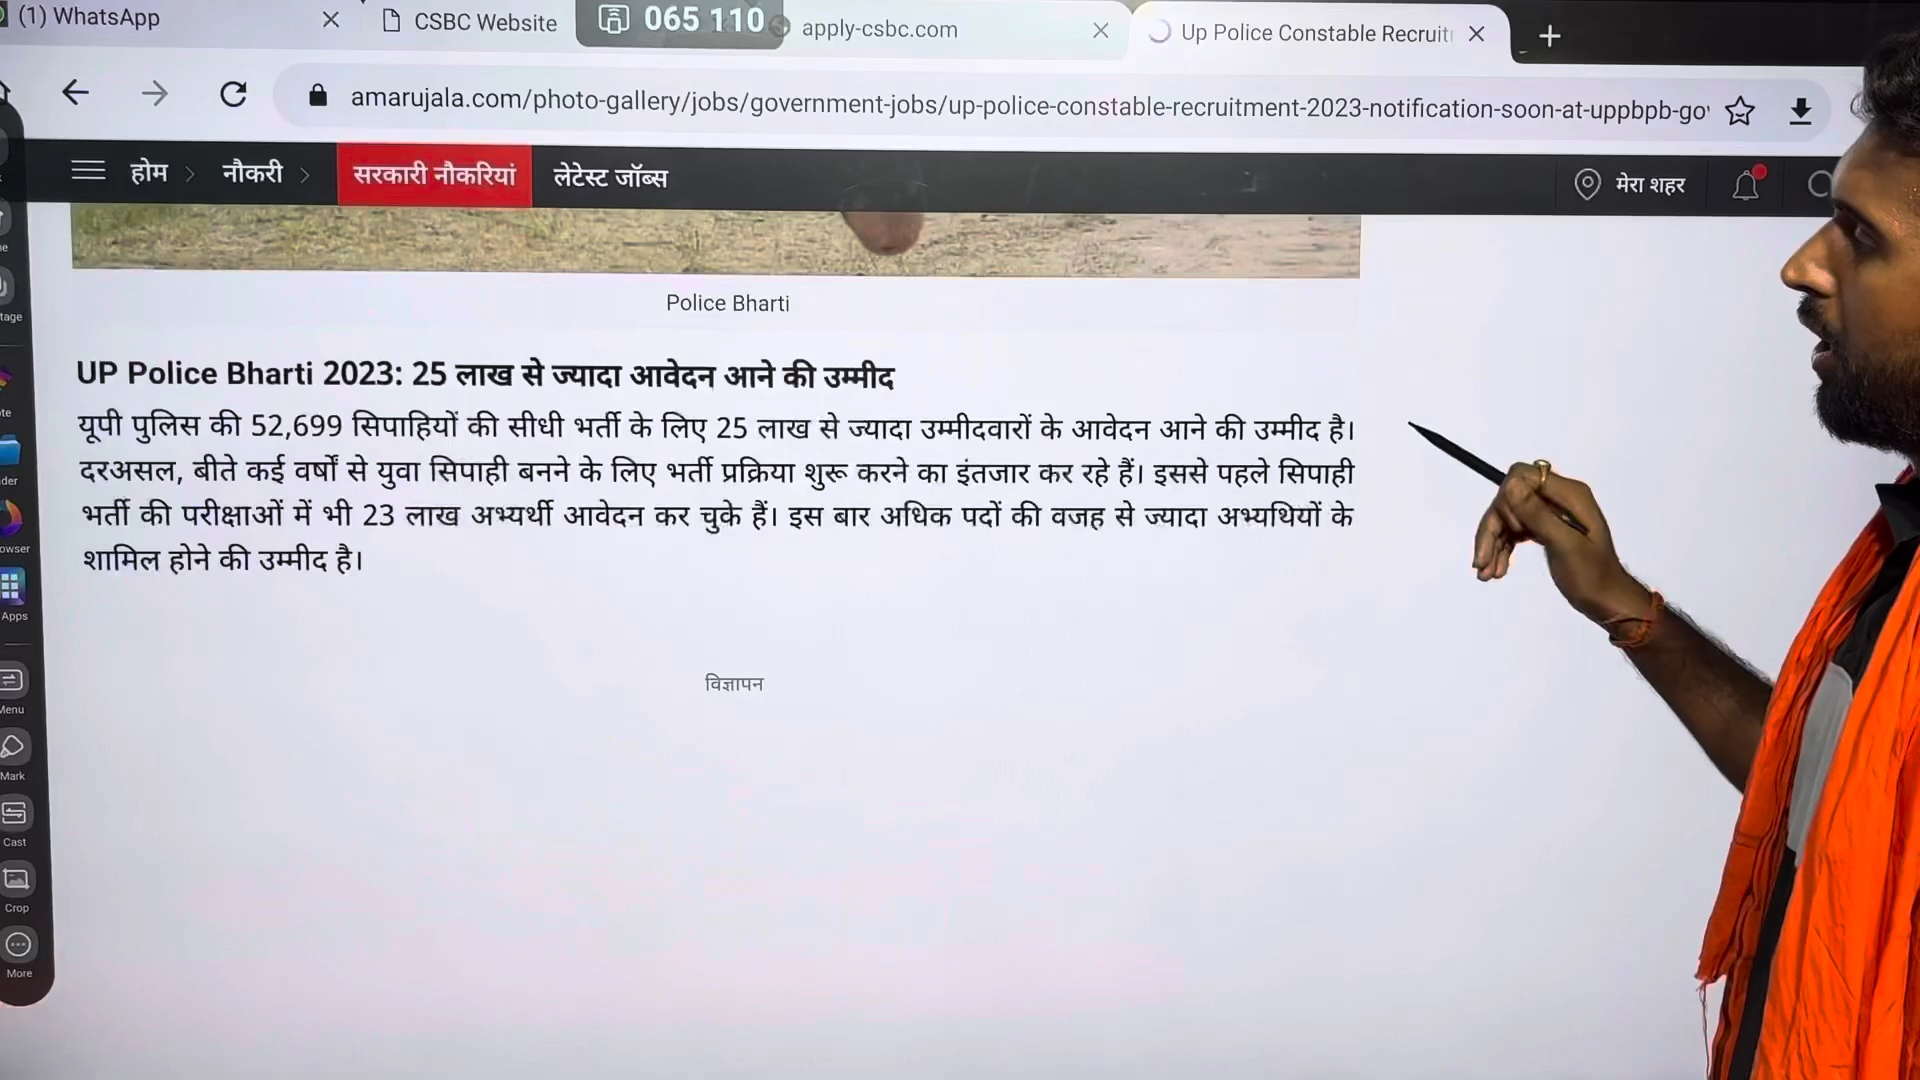 (1) WhatsApp
CSBC Website
065 110
apply-csbc.com
Up Police Constable Recruit
amarujala.com/photo-gallery/jobs/government-jobs/up-police-constable-recruitment-2023-notification-soon-at-uppbpb-gov
होम
नौकरी
सरकारी नौकरियां
लेटेस्ट जॉब्स
मेरा शहर
Police Bharti
UP Police Bharti 2023: 25 लाख से ज्यादा आवेदन आने की उम्मीद
यूपी पुलिस की 52,699 सिपाहियों की सीधी भर्ती के लिए 25 लाख से ज्यादा उम्मीदवारों के आवेदन आने की उम्मीद है।
दरअसल, बीते कई वर्षों से युवा सिपाही बनने के लिए भर्ती प्रक्रिया शुरू करने का इंतजार कर रहे हैं। इससे पहले सिपाही
भर्ती की परीक्षाओं में भी 23 लाख अभ्यर्थी आवेदन कर चुके हैं। इस बार अधिक पदों की वजह से ज्यादा अभ्यथियों के
शामिल होने की उम्मीद है।
विज्ञापन
Apps
Menu
Mark
Cast
Crop
More